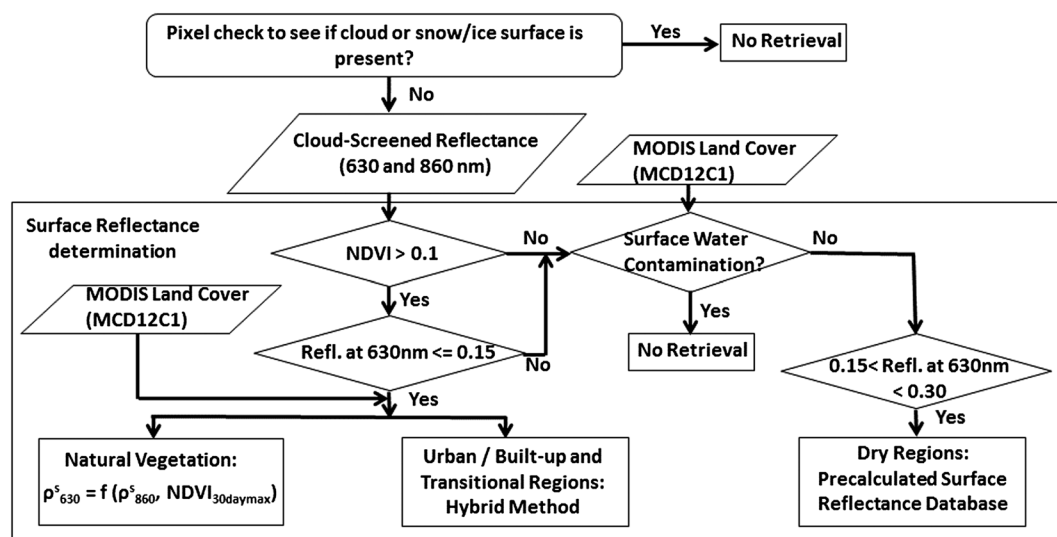 Pixel check to see if cloud or snow/ice surface is
present?
Yes
No Retrieval
No
Cloud-Screened Reflectance
(630 and 860 nm)
MODIS Land Cover
(MCD12C1)
Surface Reflectance
determination
NDVI > 0.1
No
Surface Water
Contamination?
No
Yes
MODIS Land Cover
(MCD12C1)
Refl. at 630nm <= 0.15
No
Yes
No Retrieval
0.15< Refl. at 630nm
< 0.30
Yes
Yes
Natural Vegetation:
ρˢ₆₃₀ = f (ρˢ₈₆₀, NDVI₃₀daymax)
Urban / Built-up and
Transitional Regions:
Hybrid Method
Dry Regions:
Precalculated Surface
Reflectance Database